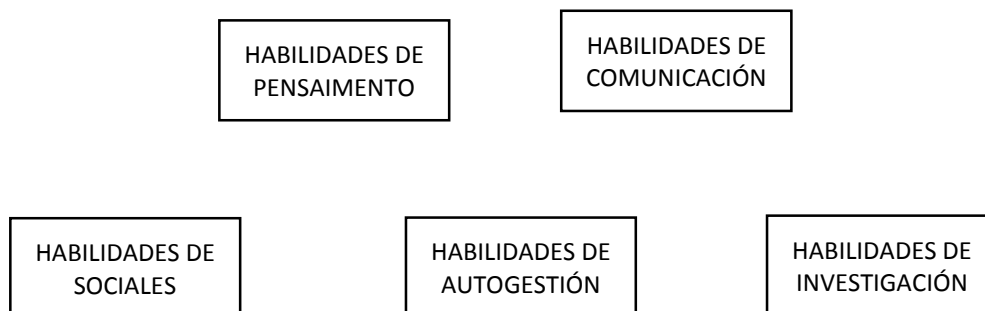 HABILIDADES DE
PENSAIMENTO
HABILIDADES DE
COMUNICACIÓN
HABILIDADES DE
SOCIALES
HABILIDADES DE
AUTOGESTIÓN
HABILIDADES DE
INVESTIGACIÓN